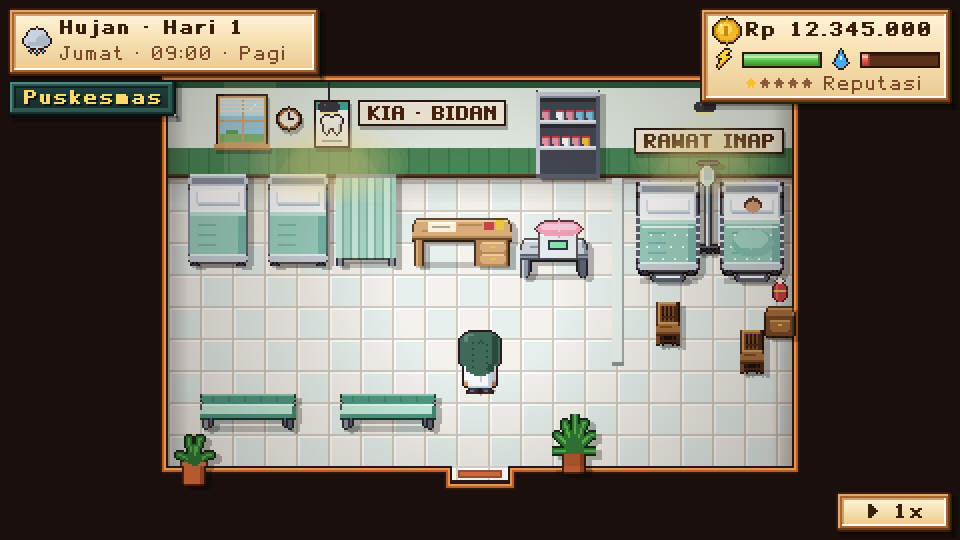 Hujan · Hari 1
Jumat · 09:00 · Pagi
Puskesmas
Rp 12.345.000
Reputasi
KIA · BIDAN
RAWAT INAP
1x